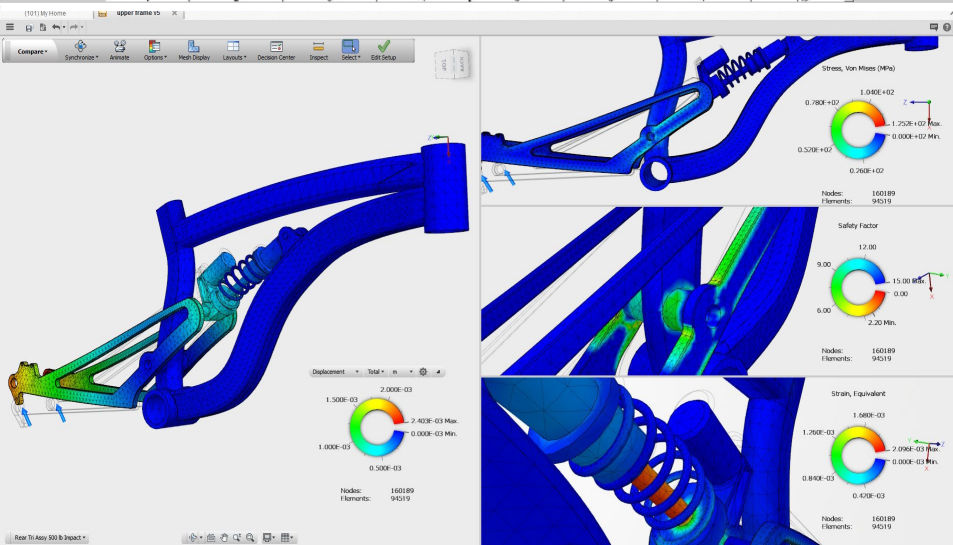 (101) My Home
upper frame v5
Compare
Synchronize
Animate
Options
Mesh Display
Layouts
Decision Center
Inspect
Select
Edit Setup
TOP
Z
Displacement Total m
2.000E-03
1.500E-03
2.403E-03 Max.
0.000E-03 Min.
1.000E-03
0.500E-03
Nodes: 160189
Elements: 94519
Rear Tri Assy 500 lb Impact
Stress, Von Mises (MPa)
1.040E+02
0.780E+02
Z
1.252E+02 Max.
0.000E+02 Min.
0.520E+02
0.260E+02
Nodes: 160189
Elements: 94519
Safety Factor
12.00
9.00
15.00 Max.
0.00
Y
X
6.00
2.20 Min.
Nodes: 160189
Elements: 94519
Strain, Equivalent
1.680E-03
1.260E-03
Y
Z
2.096E-03 Max.
0.000E-03 Min.
X
0.840E-03
0.420E-03
Nodes: 160189
Elements: 94519